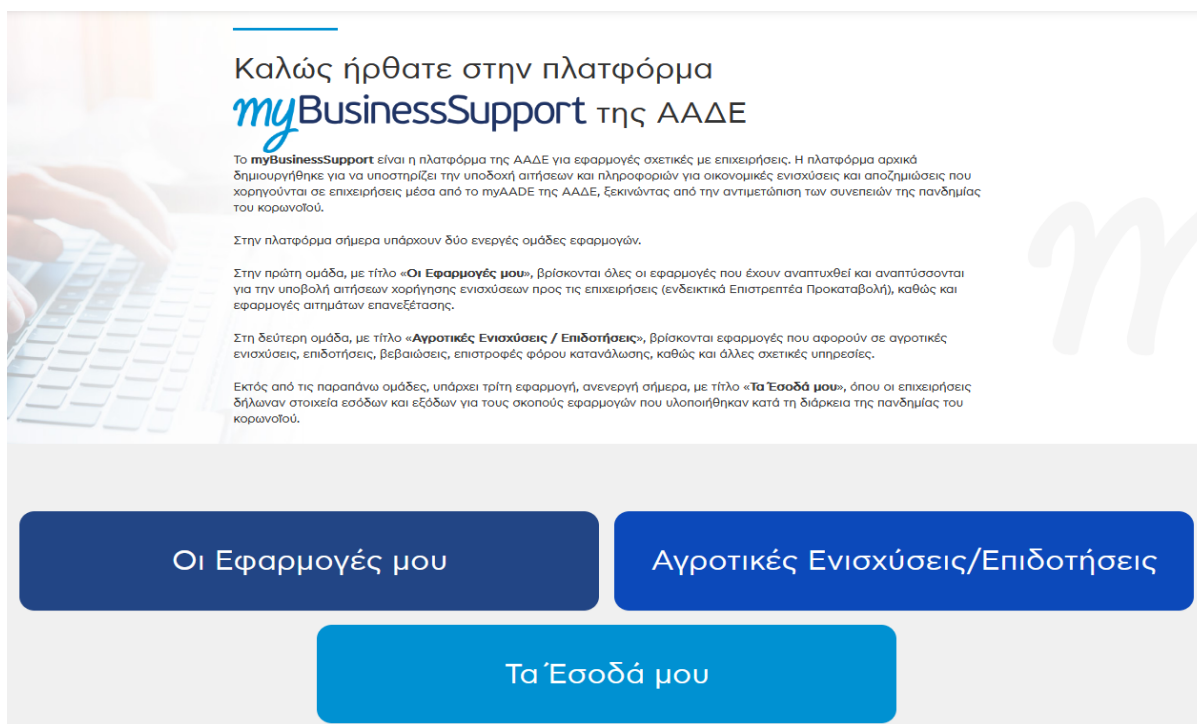 Καλώς ήρθατε στην πλατφόρμα
myBusinessSupport της ΑΑΔΕ
Το myBusinessSupport είναι η πλατφόρμα της ΑΑΔΕ για εφαρμογές σχετικές με επιχειρήσεις. Η πλατφόρμα αρχικά
δημιουργήθηκε για να υποστηρίζει την υποδοχή αιτήσεων και πληροφοριών για οικονομικές ενισχύσεις και αποζημιώσεις που
χορηγούνται σε επιχειρήσεις μέσα από το myAADE της ΑΑΔΕ, ξεκινώντας από την αντιμετώπιση των συνεπειών της πανδημίας
του κορωνοϊού.
Στην πλατφόρμα σήμερα υπάρχουν δύο ενεργές ομάδες εφαρμογών.
Στην πρώτη ομάδα, με τίτλο «Οι Εφαρμογές μου», βρίσκονται όλες οι εφαρμογές που έχουν αναπτυχθεί και αναπτύσσονται
για την υποβολή αιτήσεων χορήγησης ενισχύσεων προς τις επιχειρήσεις (ενδεικτικά Επιστρεπτέα Προκαταβολή), καθώς και
εφαρμογές αιτημάτων επανεξέτασης.
Στη δεύτερη ομάδα, με τίτλο «Αγροτικές Ενισχύσεις / Επιδοτήσεις», βρίσκονται εφαρμογές που αφορούν σε αγροτικές
ενισχύσεις, επιδοτήσεις, βεβαιώσεις, επιστροφές φόρου κατανάλωσης, καθώς και άλλες σχετικές υπηρεσίες.
Εκτός από τις παραπάνω ομάδες, υπάρχει τρίτη εφαρμογή, ανενεργή σήμερα, με τίτλο «Τα Έσοδά μου», όπου οι επιχειρήσεις
δήλωναν στοιχεία εσόδων και εξόδων για τους σκοπούς εφαρμογών που υλοποιήθηκαν κατά τη διάρκεια της πανδημίας του
κορωνοϊού.
Οι Εφαρμογές μου
Αγροτικές Ενισχύσεις/Επιδοτήσεις
Τα Έσοδά μου